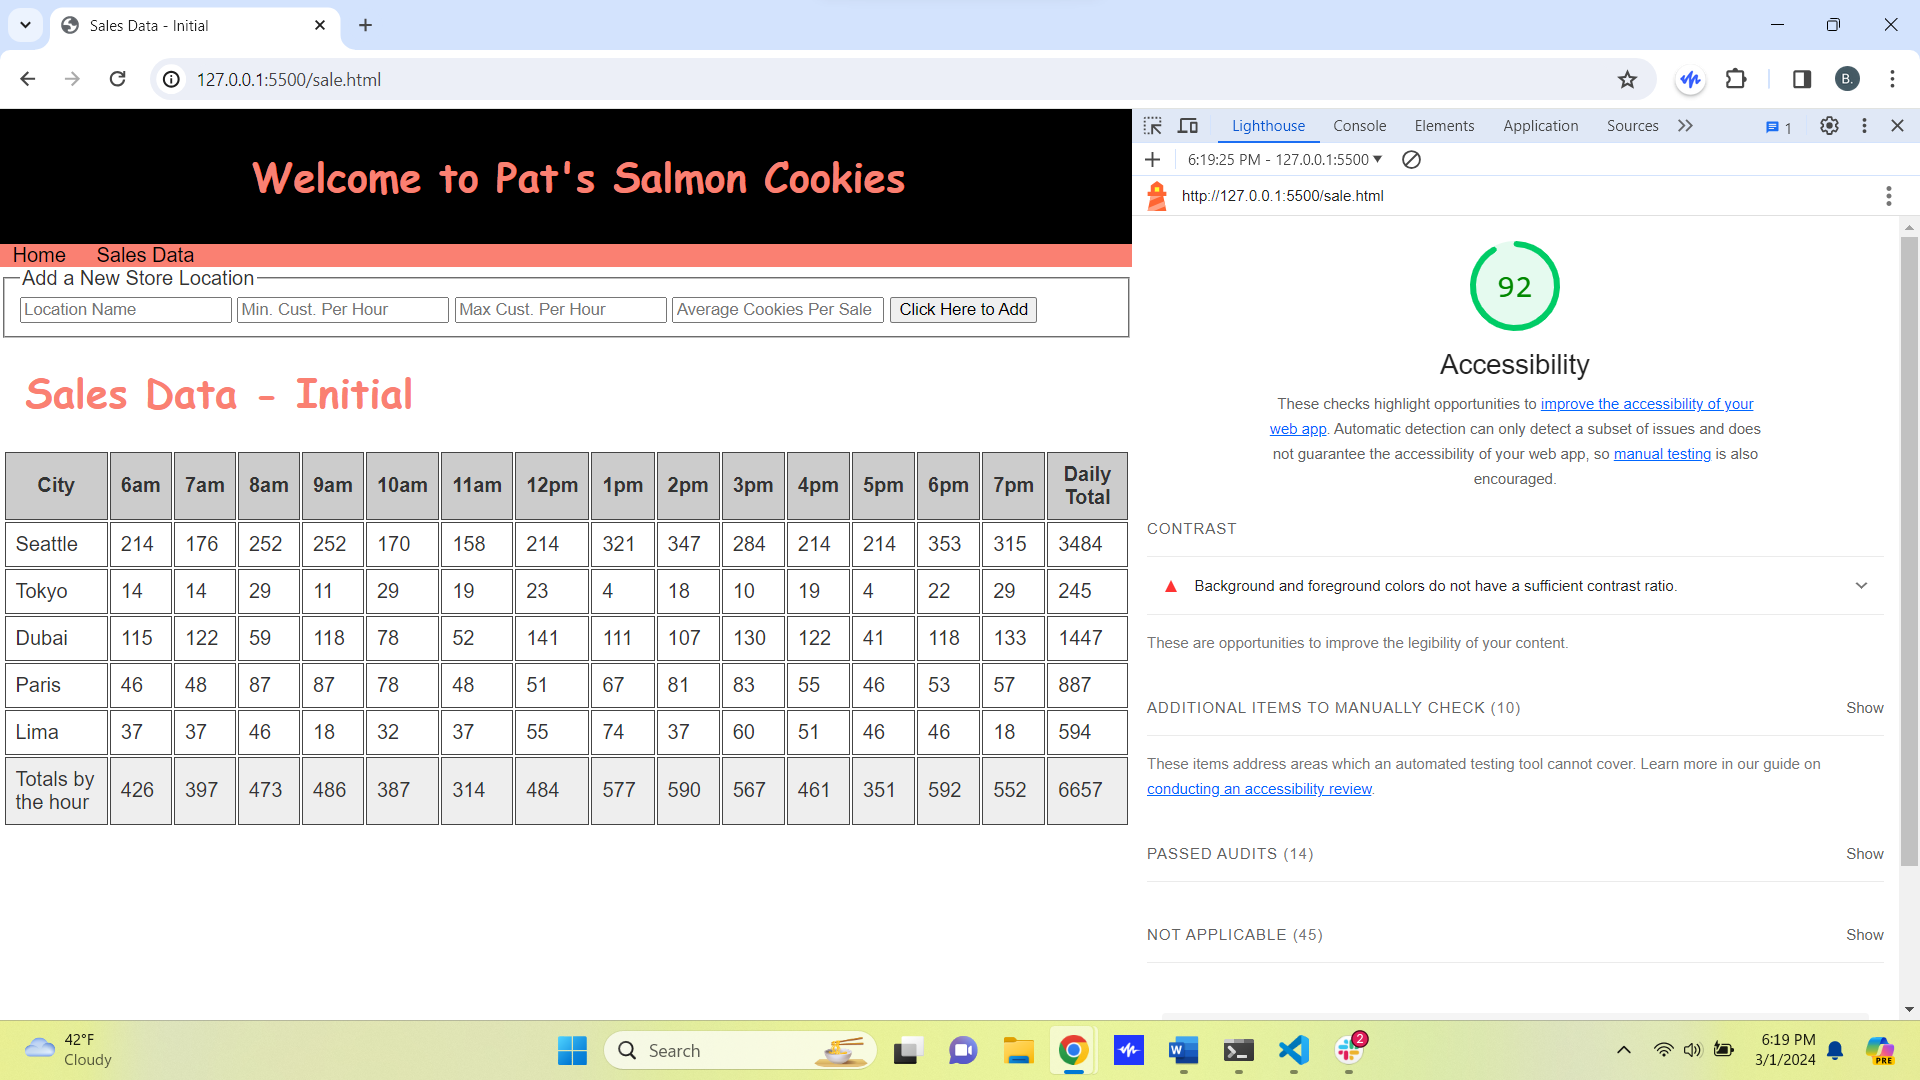 Sales Data - Initial
127.0.0.1:5500/sale.html
B.
Welcome to Pat's Salmon Cookies
Home Sales Data
Add a New Store Location
Location Name Min. Cust. Per Hour Max Cust. Per Hour Average Cookies Per Sale Click Here to Add
Sales Data - Initial
City 6am 7am 8am 9am 10am 11am 12pm 1pm 2pm 3pm 4pm 5pm 6pm 7pm Daily Total
Seattle 214 176 252 252 170 158 214 321 347 284 214 214 353 315 3484
Tokyo 14 14 29 11 29 19 23 4 18 10 19 4 22 29 245
Dubai 115 122 59 118 78 52 141 111 107 130 122 41 118 133 1447
Paris 46 48 87 87 78 48 51 67 81 83 55 46 53 57 887
Lima 37 37 46 18 32 37 55 74 37 60 51 46 46 18 594
Totals by the hour 426 397 473 486 387 314 484 577 590 567 461 351 592 552 6657
Lighthouse Console Elements Application Sources 1
6:19:25 PM - 127.0.0.1:5500
http://127.0.0.1:5500/sale.html
92
Accessibility
These checks highlight opportunities to improve the accessibility of your
web app. Automatic detection can only detect a subset of issues and does
not guarantee the accessibility of your web app, so manual testing is also
encouraged.
CONTRAST
Background and foreground colors do not have a sufficient contrast ratio.
These are opportunities to improve the legibility of your content.
ADDITIONAL ITEMS TO MANUALLY CHECK (10) Show
These items address areas which an automated testing tool cannot cover. Learn more in our guide on
conducting an accessibility review.
PASSED AUDITS (14) Show
NOT APPLICABLE (45) Show
42°F
Cloudy
Search
W
2
6:19 PM
3/1/2024
PRE